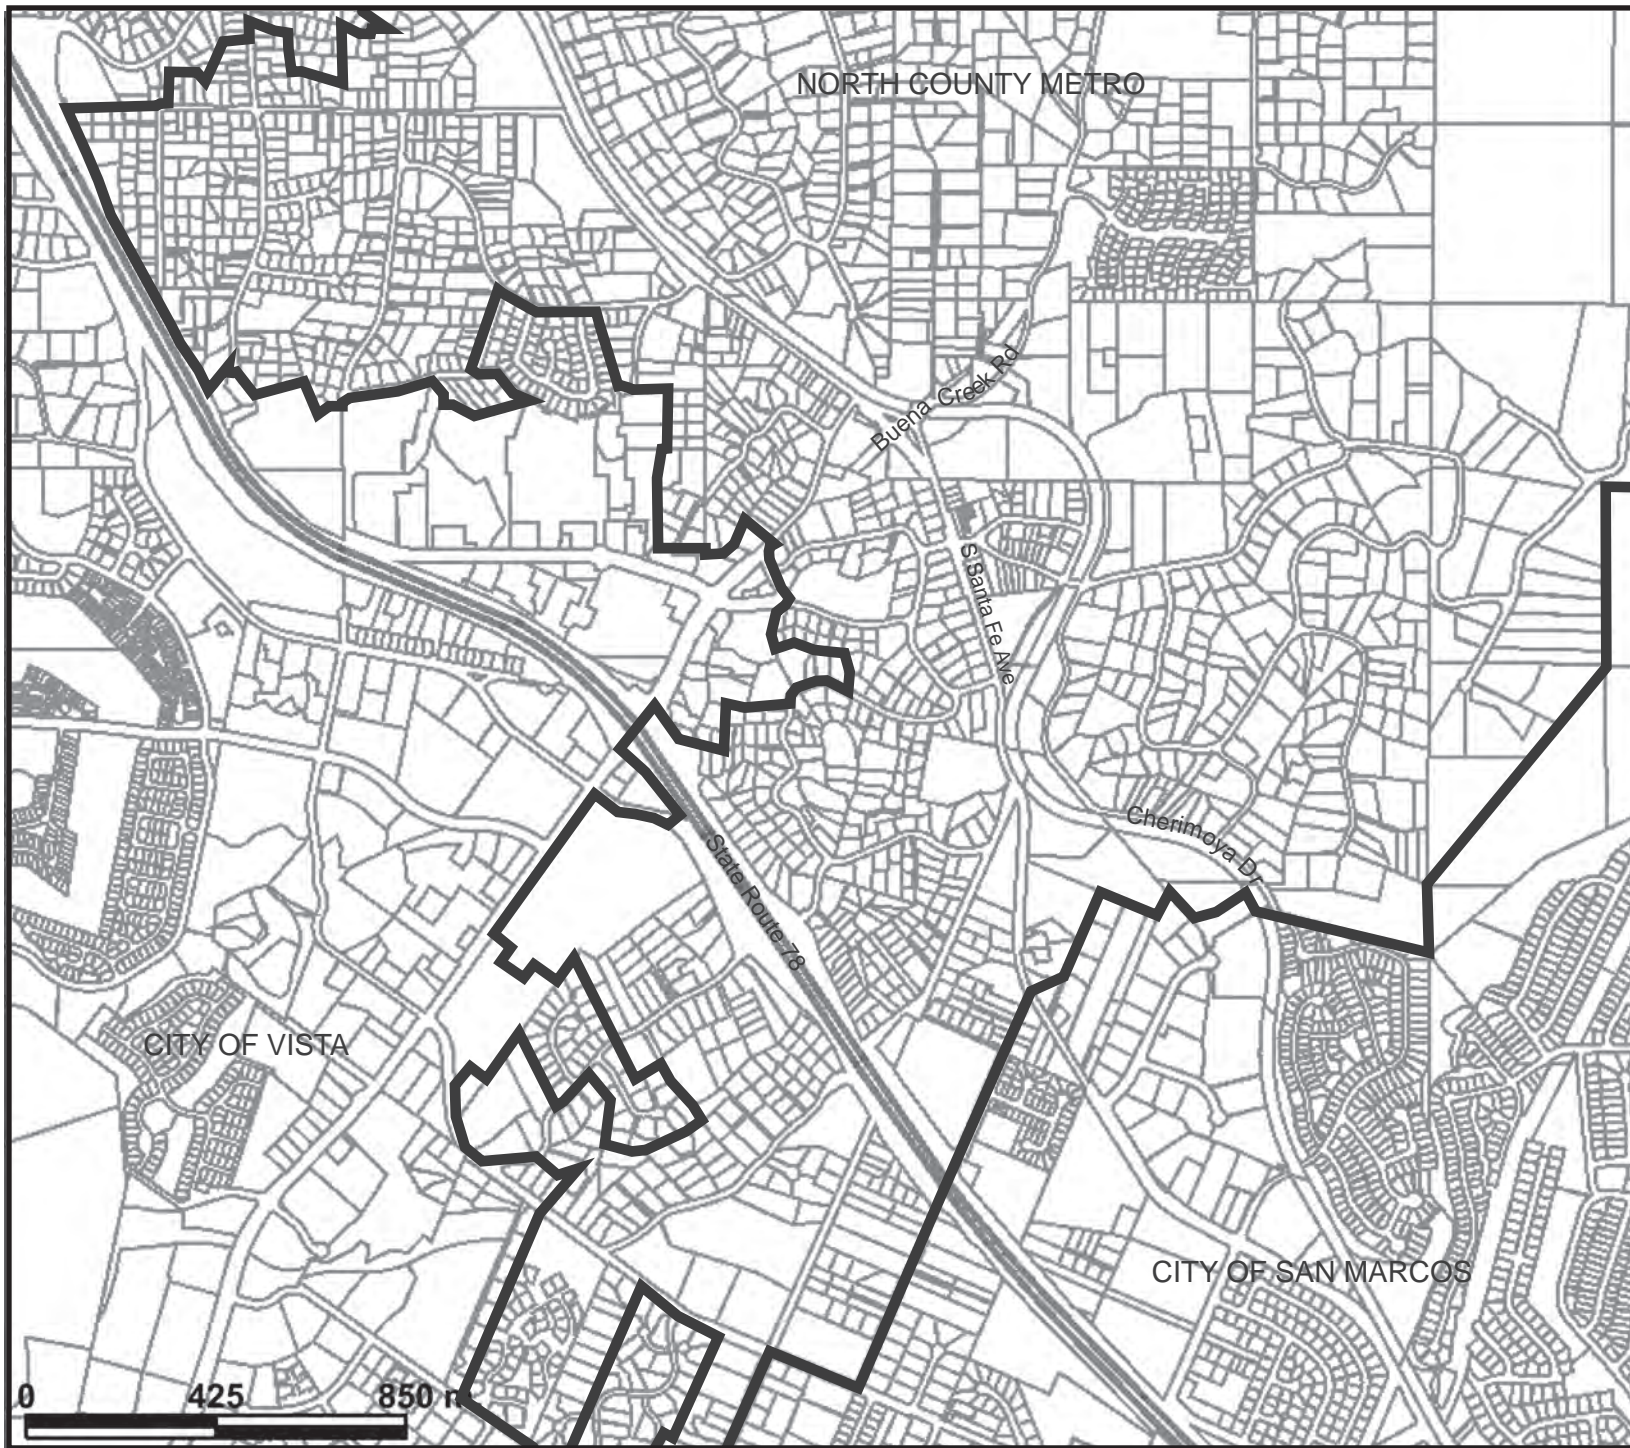 NORTH COUNTY METRO
Buena Creek Rd
S Santa Fe Ave
Cherimoya Dr
State Route 78
CITY OF VISTA
CITY OF SAN MARCOS
0 425 850 m